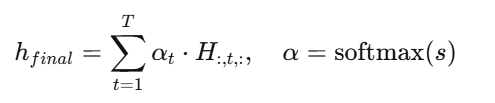 $h_{final} = \sum_{t=1}^{T} \alpha_t \cdot H_{:,t,:}, \quad \alpha = \text{softmax}(s)$